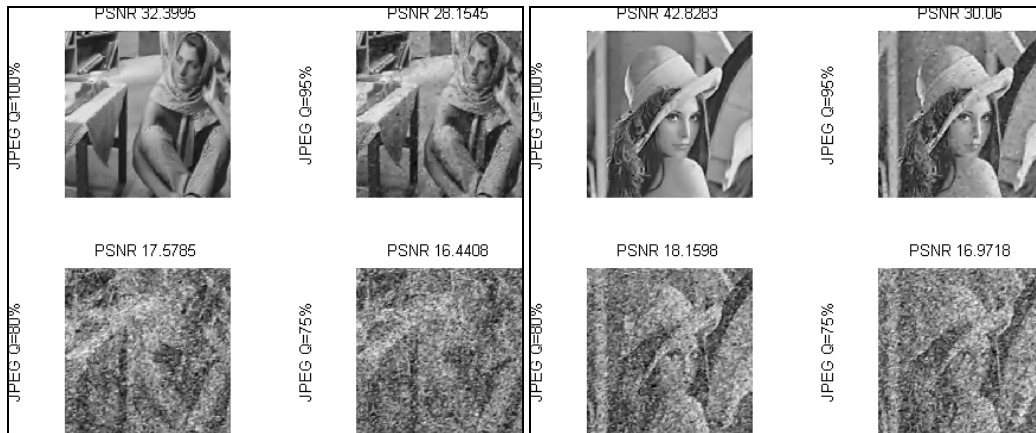 PSNR 32.3995
PSNR 28.1545
JPEG Q=100%
JPEG Q=95%
PSNR 17.5785
PSNR 16.4408
JPEG Q=80%
JPEG Q=75%
PSNR 42.8283
PSNR 30.06
JPEG Q=100%
JPEG Q=95%
PSNR 18.1598
PSNR 16.9718
JPEG Q=80%
JPEG Q=75%